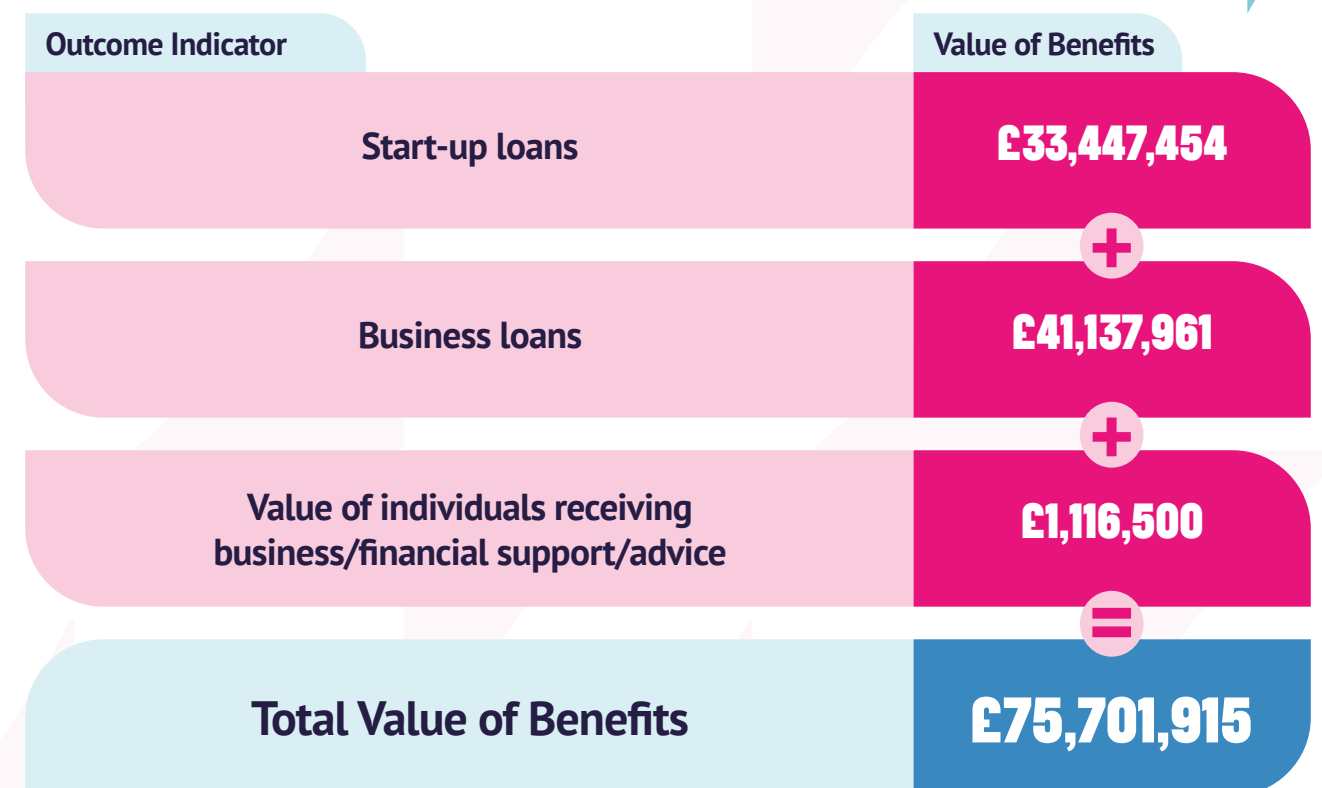 Outcome Indicator
Value of Benefits
Start-up loans
£33,447,454
+
Business loans
£41,137,961
+
Value of individuals receiving
business/financial support/advice
£1,116,500
=
Total Value of Benefits
£75,701,915